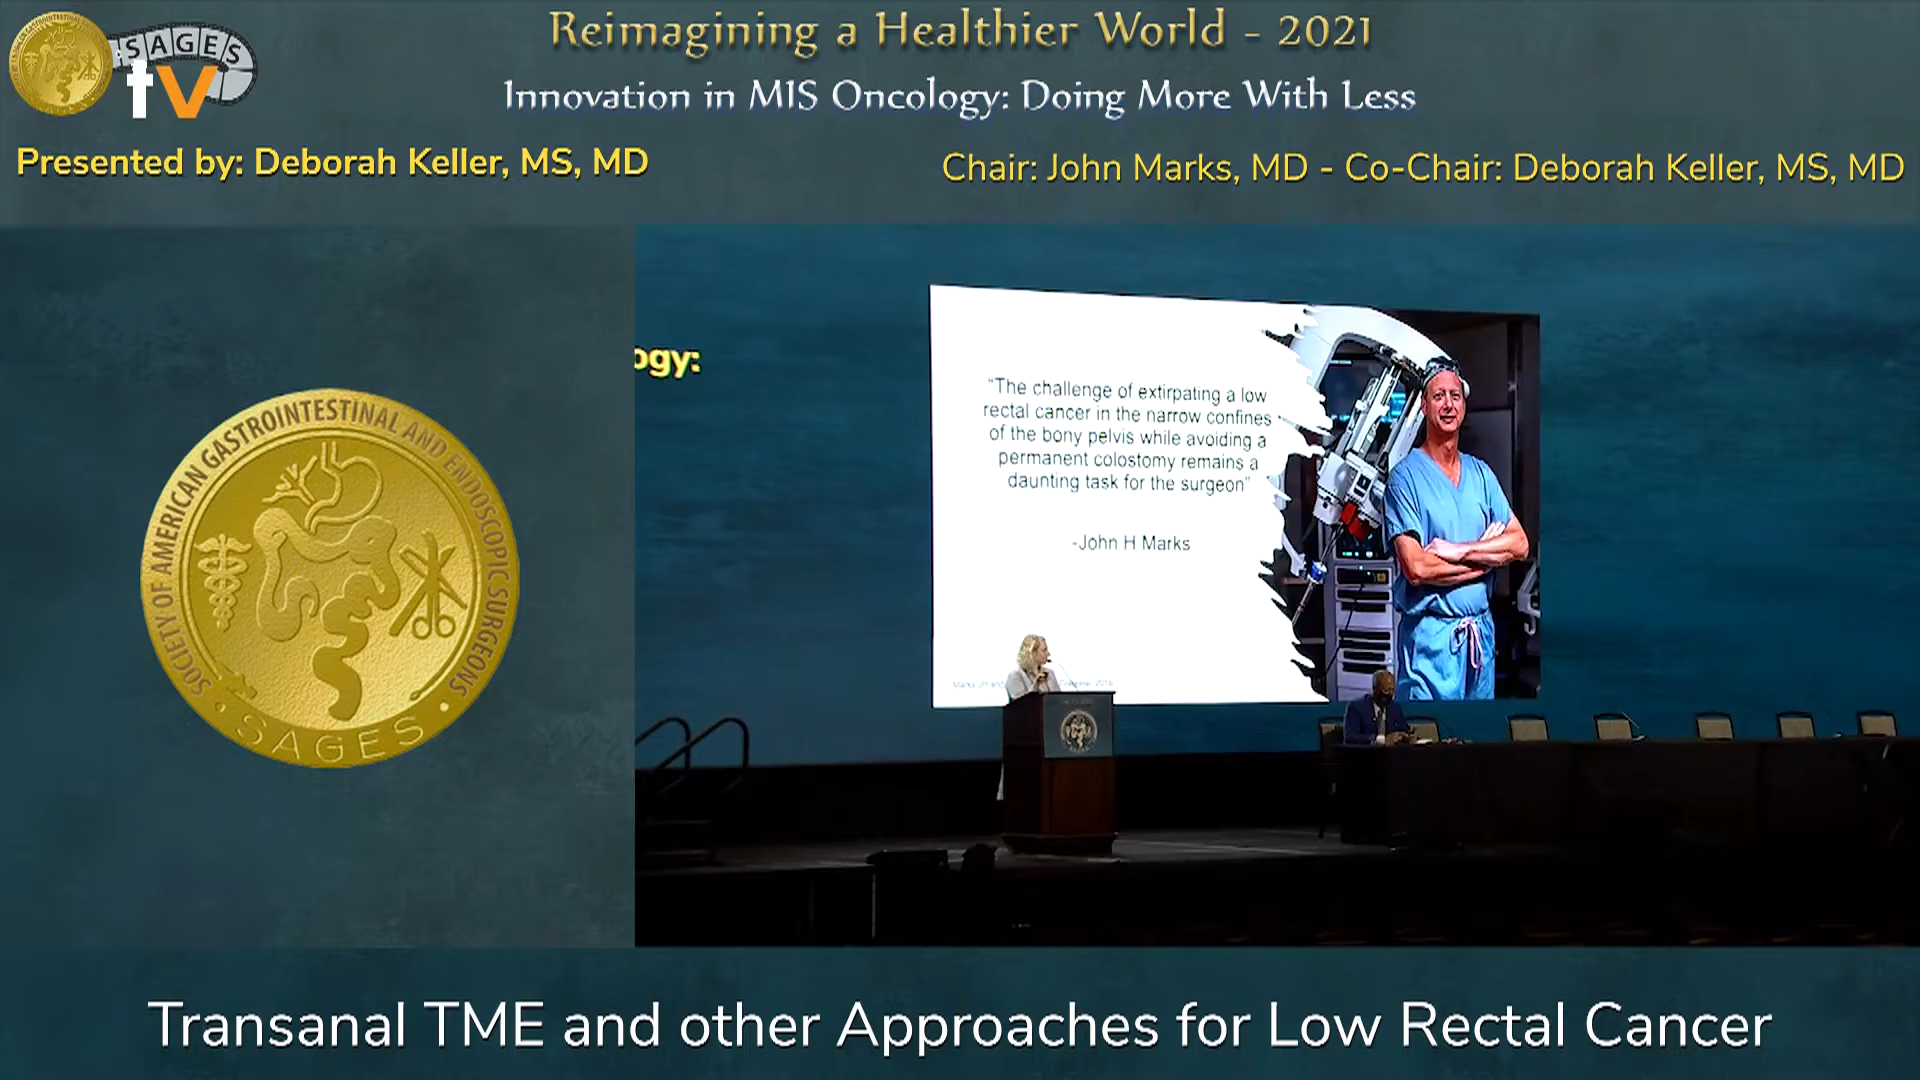 SAGES
tv
Reimagining a Healthier World - 2021
Innovation in MIS Oncology: Doing More With Less
Presented by: Deborah Keller, MS, MD
Chair: John Marks, MD - Co-Chair: Deborah Keller, MS, MD
ogy:
"The challenge of extirpating a low
rectal cancer in the narrow confines
of the bony pelvis while avoiding a
permanent colostomy remains a
daunting task for the surgeon"
-John H Marks
SOCIETY OF AMERICAN GASTROINTESTINAL AND ENDOSCOPIC SURGEONS
SAGES
Transanal TME and other Approaches for Low Rectal Cancer